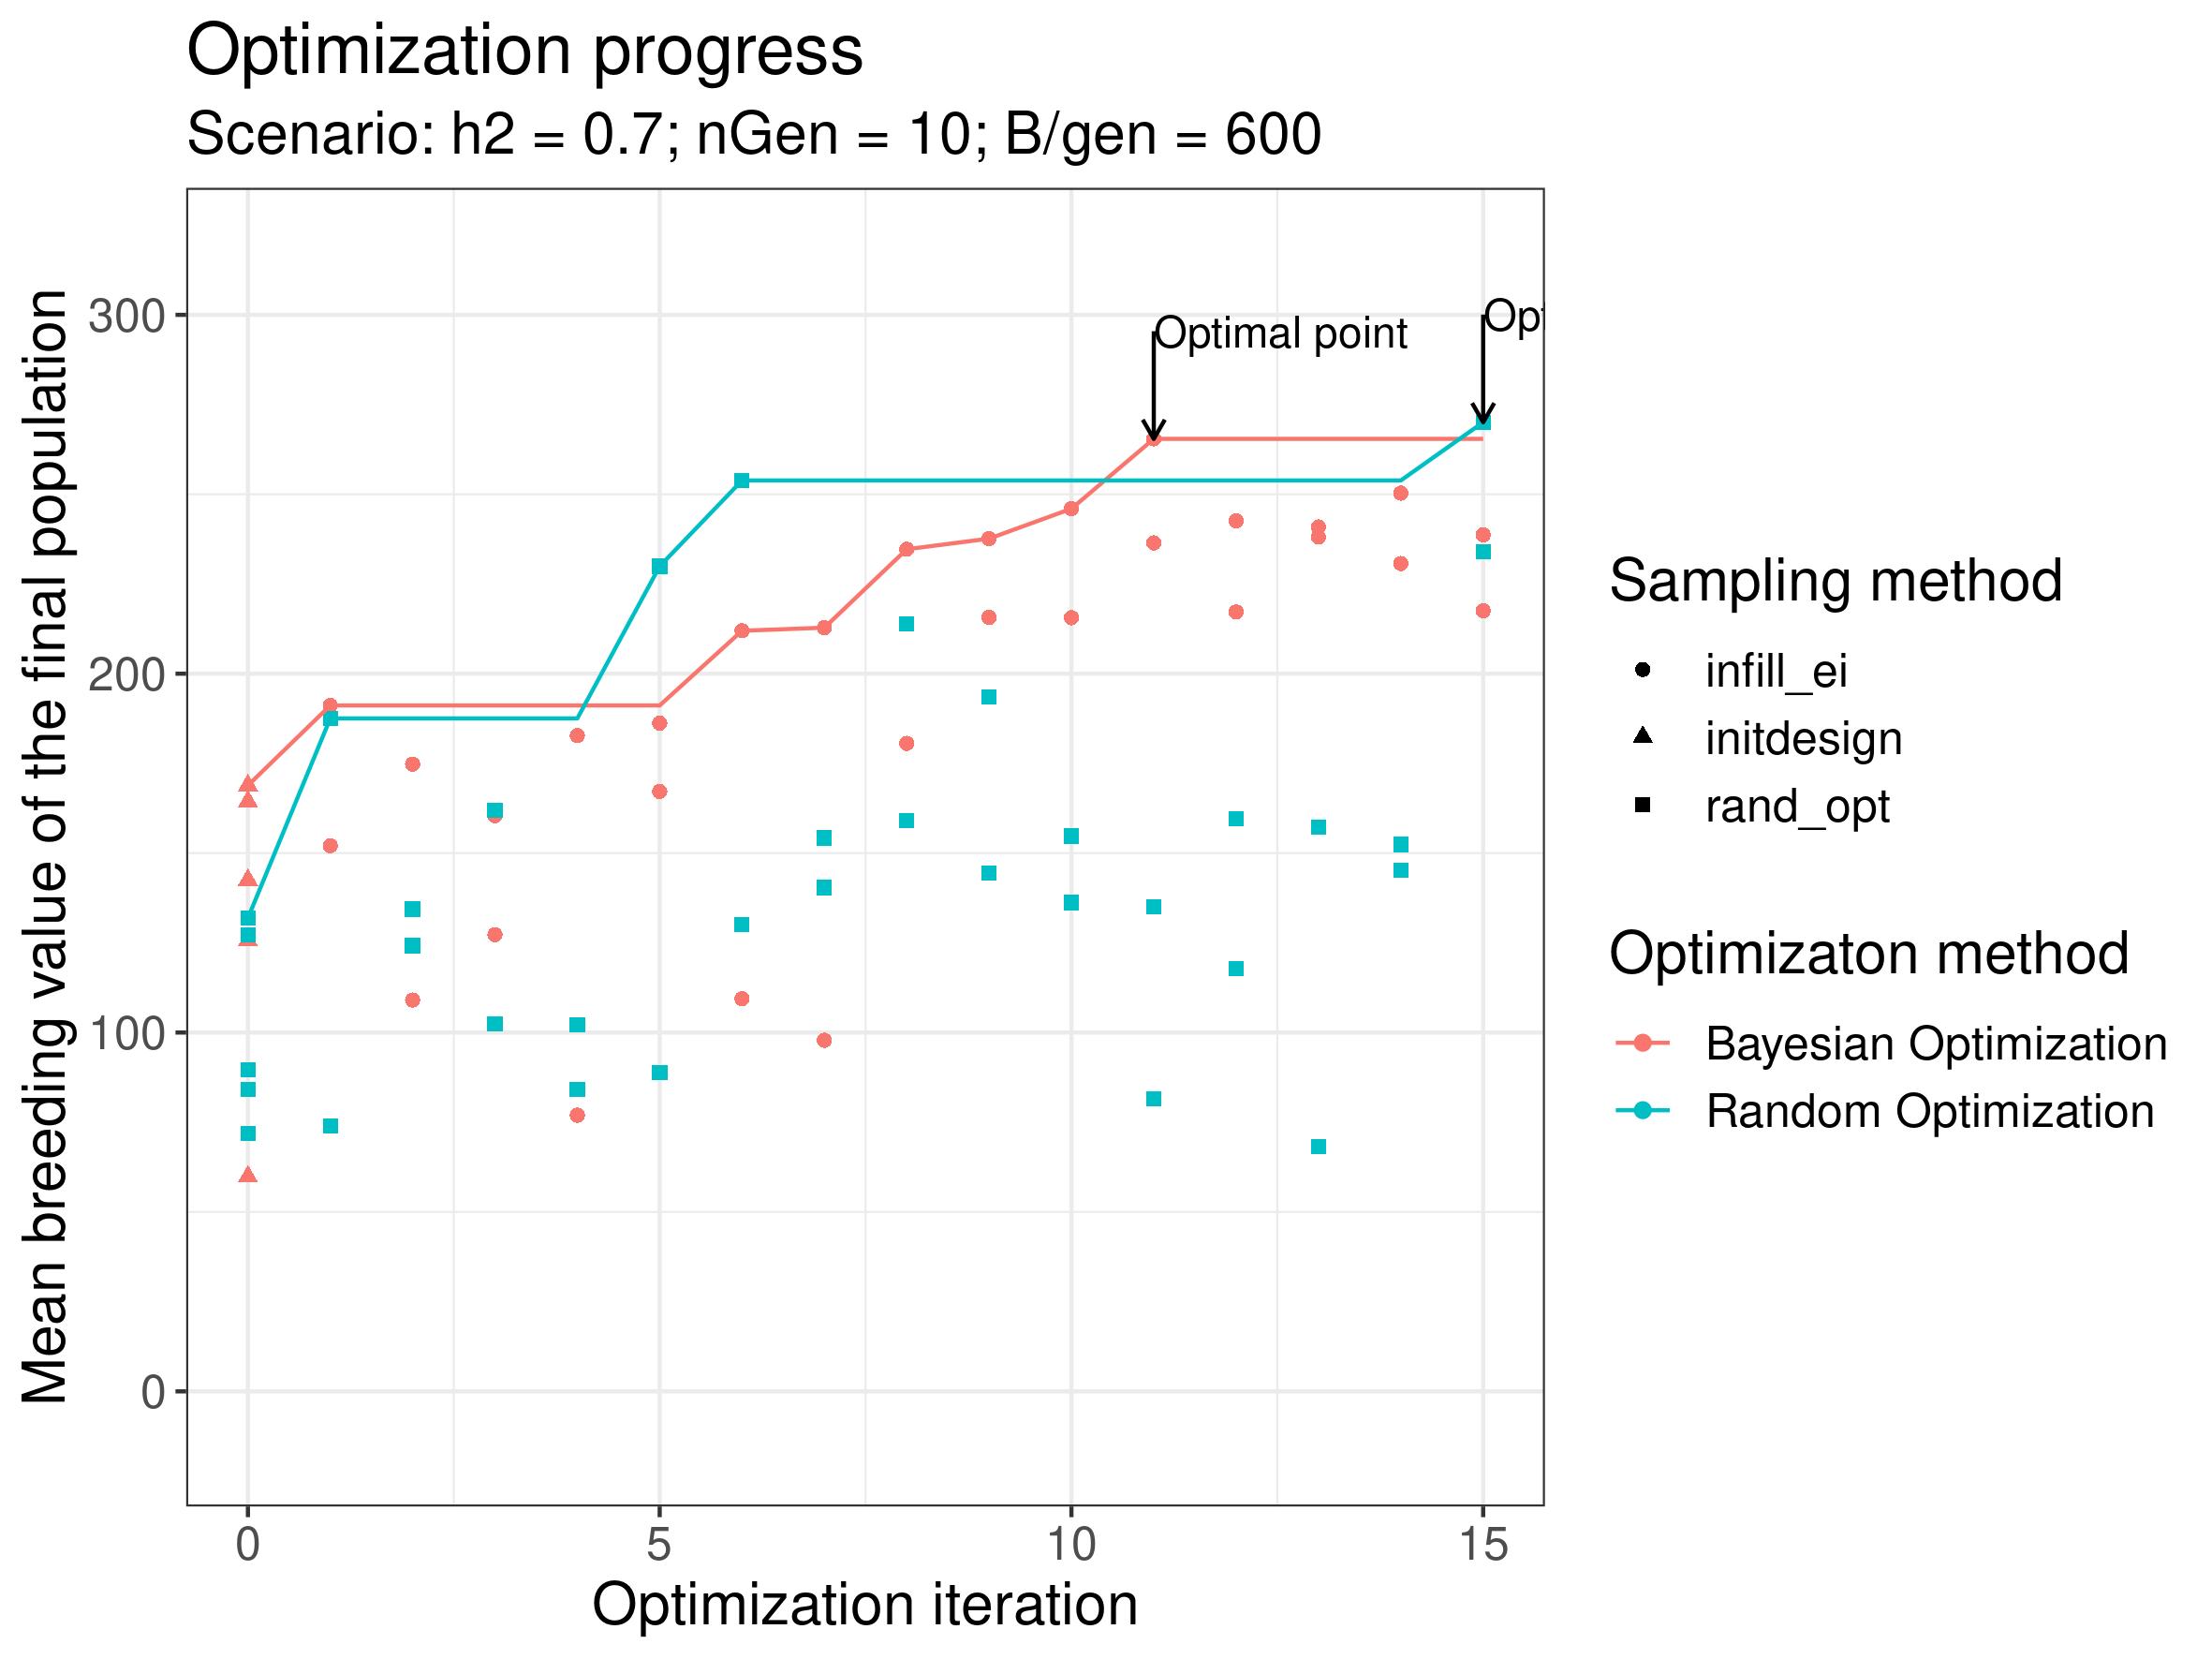 Optimization progress
Scenario: h2 = 0.7; nGen = 10; B/gen = 600
Mean breeding value of the final population
300
200
100
0
Optimal point
Opt
0
5
10
15
Optimization iteration
Sampling method
infill_ei
initdesign
rand_opt
Optimizaton method
Bayesian Optimization
Random Optimization